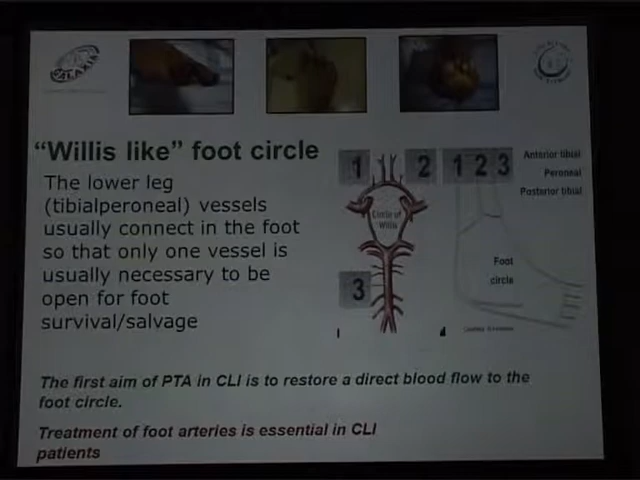 GALAXIA
"Willis like" foot circle
The lower leg
(tibialperoneal) vessels
usually connect in the foot
so that only one vessel is
usually necessary to be
open for foot
survival/salvage
1
2
Circle of
Willis
3
1 2 3
Anterior tibial
Peroneal
Posterior tibial
Foot
circle
The first aim of PTA in CLI is to restore a direct blood flow to the
foot circle.
Treatment of foot arteries is essential in CLI
patients